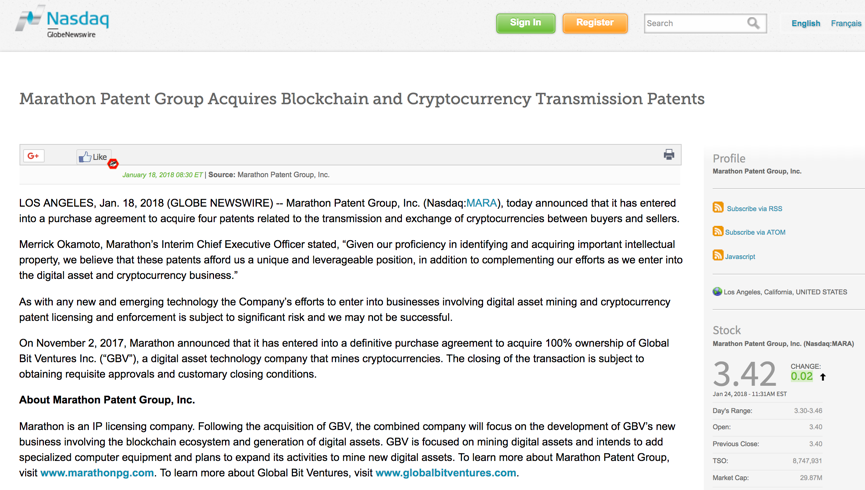 Nasdaq
GlobeNewswire
Sign In
Register
Search
English
Français
Marathon Patent Group Acquires Blockchain and Cryptocurrency Transmission Patents
G+
Like
January 18, 2018 08:30 ET | Source: Marathon Patent Group, Inc.
LOS ANGELES, Jan. 18, 2018 (GLOBE NEWSWIRE) -- Marathon Patent Group, Inc. (Nasdaq:MARA), today announced that it has entered
into a purchase agreement to acquire four patents related to the transmission and exchange of cryptocurrencies between buyers and sellers.
Merrick Okamoto, Marathon's Interim Chief Executive Officer stated, “Given our proficiency in identifying and acquiring important intellectual
property, we believe that these patents afford us a unique and leverageable position, in addition to complementing our efforts as we enter into
the digital asset and cryptocurrency business.”
As with any new and emerging technology the Company's efforts to enter into businesses involving digital asset mining and cryptocurrency
patent licensing and enforcement is subject to significant risk and we may not be successful.
On November 2, 2017, Marathon announced that it has entered into a definitive purchase agreement to acquire 100% ownership of Global
Bit Ventures Inc. (“GBV”), a digital asset technology company that mines cryptocurrencies. The closing of the transaction is subject to
obtaining requisite approvals and customary closing conditions.
About Marathon Patent Group, Inc.
Marathon is an IP licensing company. Following the acquisition of GBV, the combined company will focus on the development of GBV's new
business involving the blockchain ecosystem and generation of digital assets. GBV is focused on mining digital assets and intends to add
specialized computer equipment and plans to expand its activities to mine new digital assets. To learn more about Marathon Patent Group,
visit www.marathonpg.com. To learn more about Global Bit Ventures, visit www.globalbitventures.com.
Profile
Marathon Patent Group, Inc.
Subscribe via RSS
Subscribe via ATOM
Javascript
Los Angeles, California, UNITED STATES
Stock
Marathon Patent Group, Inc. (Nasdaq:MARA)
3.42
CHANGE:
0.02
Jan 24, 2018 - 11:31AM EST
Day's Range: 3.30-3.46
Open: 3.40
Previous Close: 3.40
TSO: 8,747,931
Market Cap: 29.87M